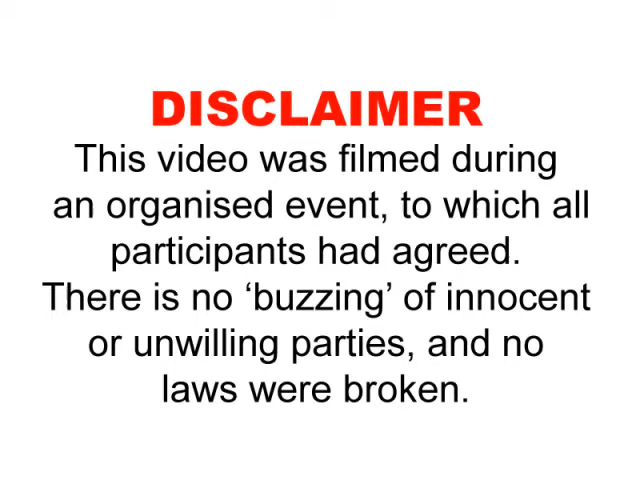 DISCLAIMER
This video was filmed during
an organised event, to which all
participants had agreed.
There is no ‘buzzing’ of innocent
or unwilling parties, and no
laws were broken.